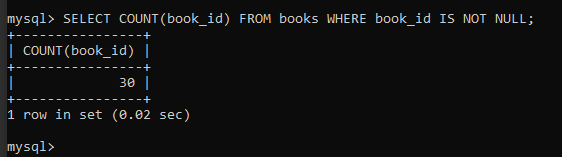 mysql> SELECT COUNT(book_id) FROM books WHERE book_id IS NOT NULL;
+----------------+
| COUNT(book_id) |
+----------------+
|             30 |
+----------------+
1 row in set (0.02 sec)

mysql>